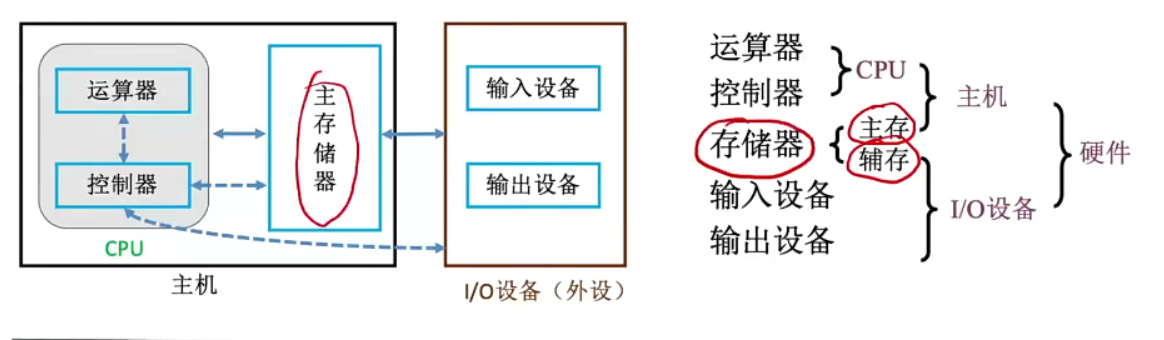 运算器
控制器
CPU
主存储器
主机
输入设备
输出设备
I/O设备（外设）
运算器
控制器
CPU
存储器
主存
辅存
输入设备
输出设备
主机
I/O设备
硬件